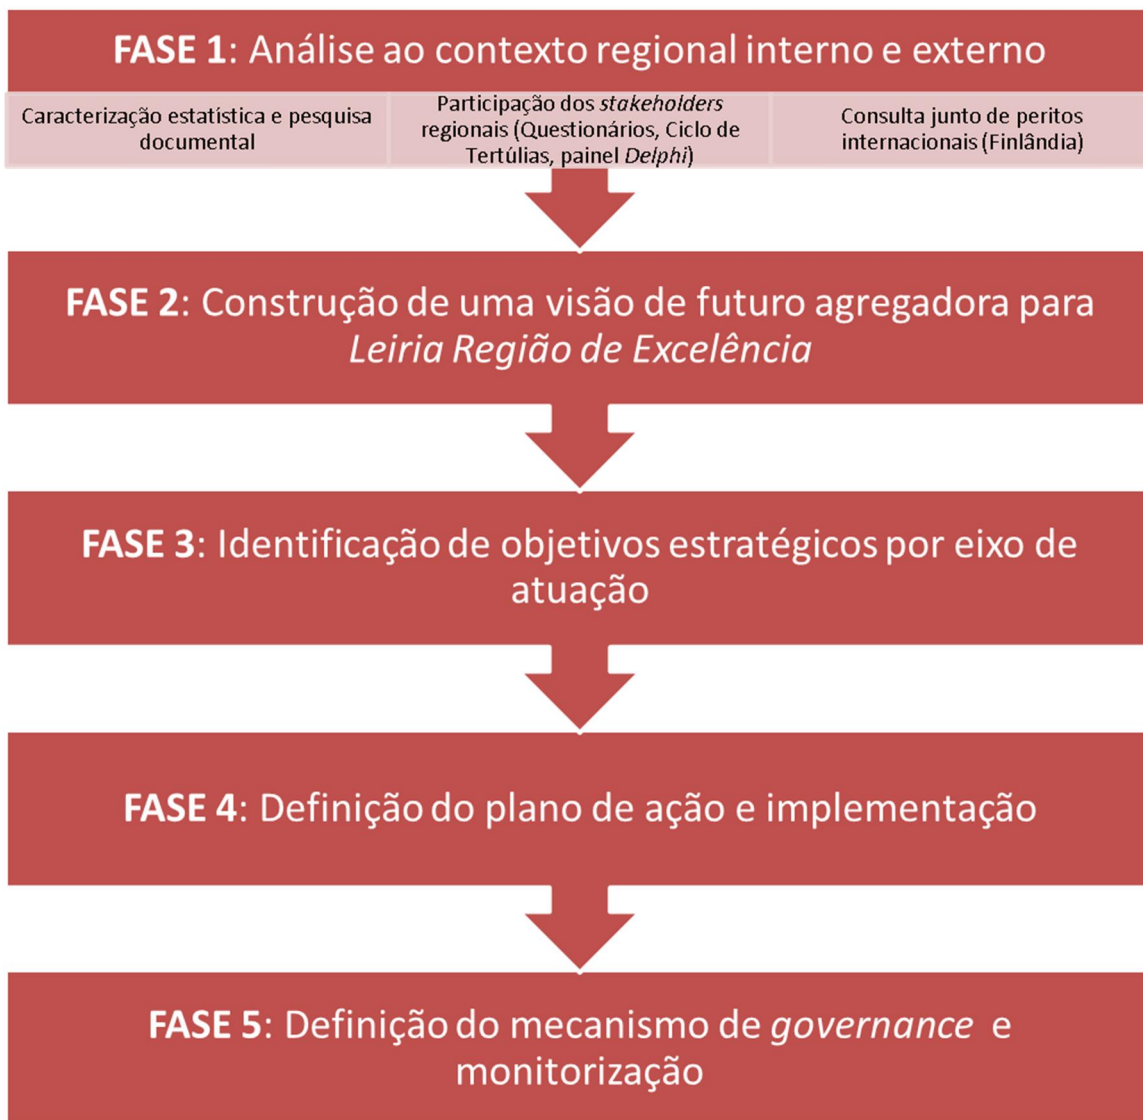 FASE 1: Análise ao contexto regional interno e externo
Caracterização estatística e pesquisa
documental
Participação dos stakeholders
regionais (Questionários, Ciclo de
Tertúlias, painel Delphi)
Consulta junto de peritos
internacionais (Finlândia)
FASE 2: Construção de uma visão de futuro agregadora para
Leiria Região de Excelência
FASE 3: Identificação de objetivos estratégicos por eixo de
atuação
FASE 4: Definição do plano de ação e implementação
FASE 5: Definição do mecanismo de governance e
monitorização